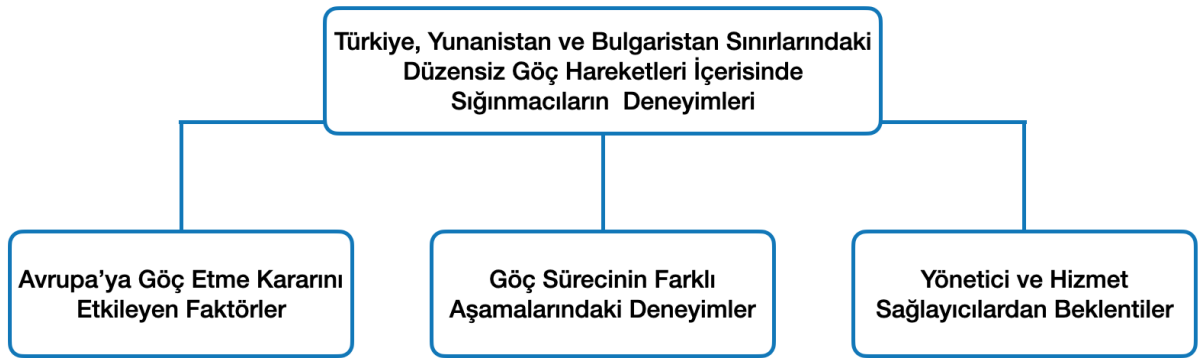 Türkiye, Yunanistan ve Bulgaristan Sınırlarındaki
Düzensiz Göç Hareketleri İçerisinde
Sığınmacıların  Deneyimleri
Avrupa’ya Göç Etme Kararını
Etkileyen Faktörler
Göç Sürecinin Farklı
Aşamalarındaki Deneyimler
Yönetici ve Hizmet
Sağlayıcılardan Beklentiler